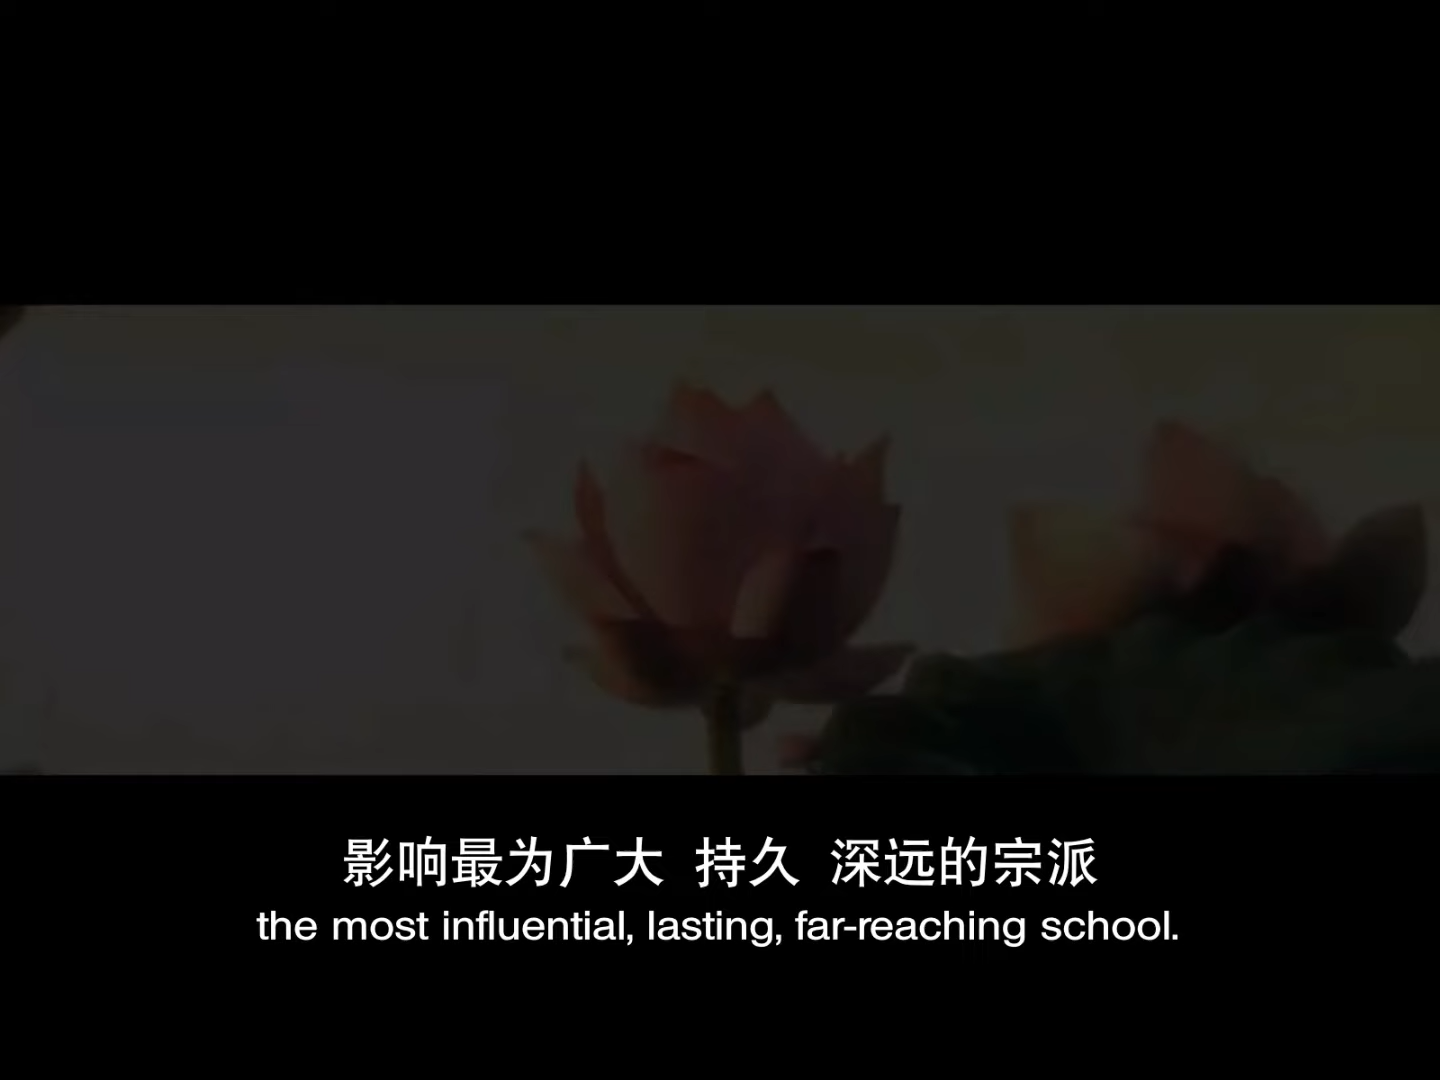 影响最为广大 持久 深远的宗派
the most influential, lasting, far-reaching school.